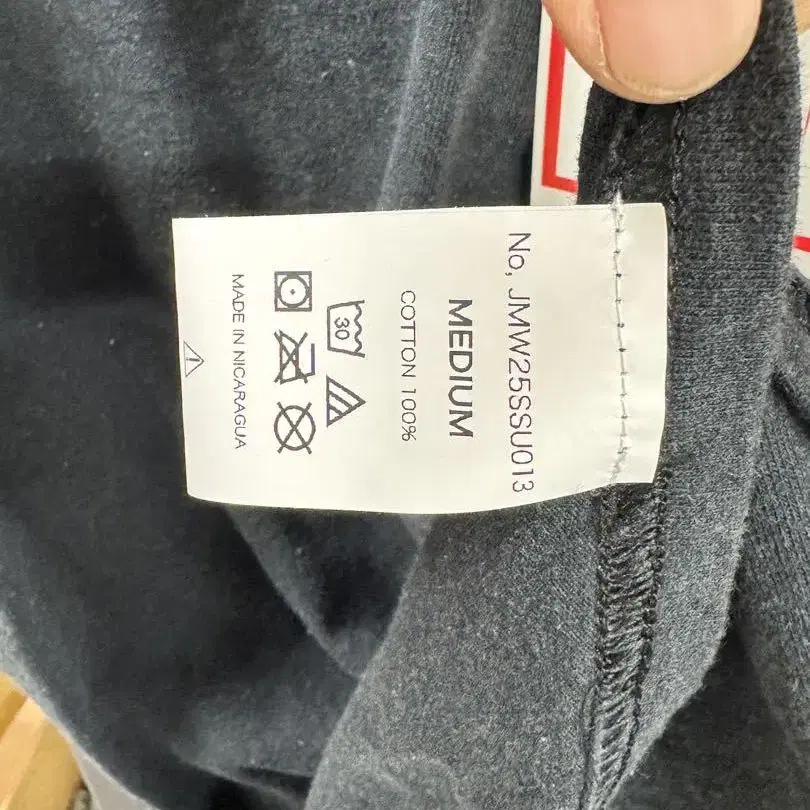 No, JMW25SSU013
MEDIUM
COTTON 100%
30
MADE IN NICARAGUA